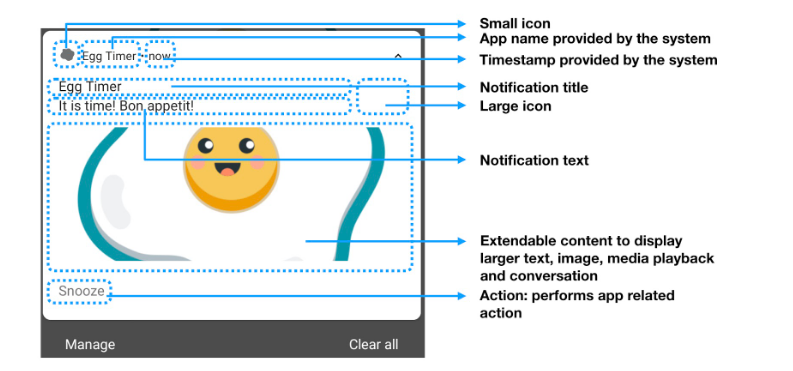 Small icon
App name provided by the system
Egg Timer • now
Timestamp provided by the system
Egg Timer
Notification title
It is time! Bon appetit!
Large icon
Notification text
Extendable content to display
larger text, image, media playback
and conversation
Snooze
Action: performs app related
action
Manage
Clear all